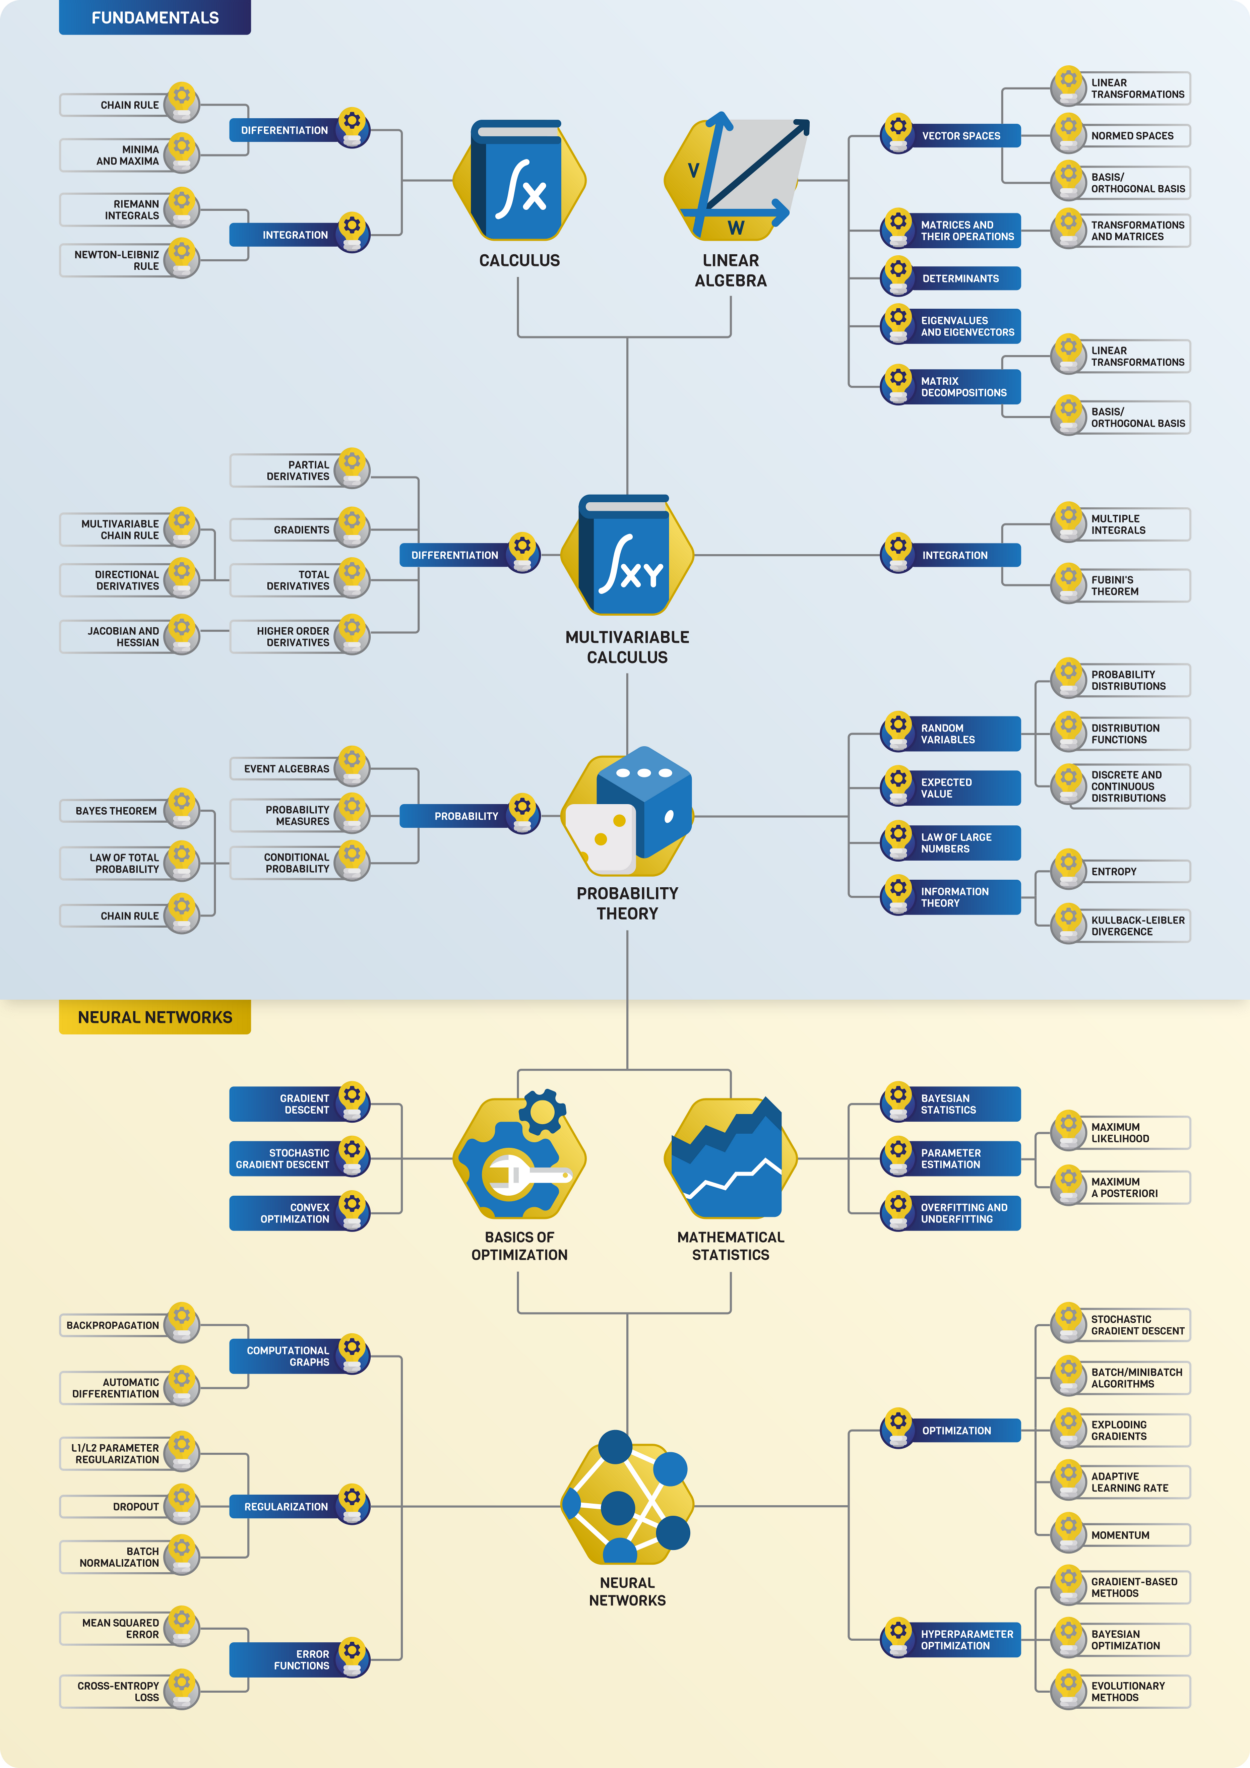 FUNDAMENTALS
CHAIN RULE
MINIMA
AND MAXIMA
DIFFERENTIATION
RIEMANN
INTEGRALS
NEWTON-LEIBNIZ
RULE
INTEGRATION
∫x
CALCULUS
V
W
LINEAR
ALGEBRA
VECTOR SPACES
LINEAR
TRANSFORMATIONS
NORMED SPACES
BASIS/
ORTHOGONAL BASIS
MATRICES AND
THEIR OPERATIONS
TRANSFORMATIONS
AND MATRICES
DETERMINANTS
EIGENVALUES
AND EIGENVECTORS
MATRIX
DECOMPOSITIONS
LINEAR
TRANSFORMATIONS
BASIS/
ORTHOGONAL BASIS
PARTIAL
DERIVATIVES
GRADIENTS
MULTIVARIABLE
CHAIN RULE
DIRECTIONAL
DERIVATIVES
TOTAL
DERIVATIVES
JACOBIAN AND
HESSIAN
HIGHER ORDER
DERIVATIVES
DIFFERENTIATION
∫XY
MULTIVARIABLE
CALCULUS
INTEGRATION
MULTIPLE
INTEGRALS
FUBINI'S
THEOREM
EVENT ALGEBRAS
PROBABILITY
MEASURES
BAYES THEOREM
LAW OF TOTAL
PROBABILITY
CHAIN RULE
CONDITIONAL
PROBABILITY
PROBABILITY
PROBABILITY
THEORY
RANDOM
VARIABLES
PROBABILITY
DISTRIBUTIONS
DISTRIBUTION
FUNCTIONS
DISCRETE AND
CONTINUOUS
DISTRIBUTIONS
EXPECTED
VALUE
LAW OF LARGE
NUMBERS
INFORMATION
THEORY
ENTROPY
KULLBACK-LEIBLER
DIVERGENCE
NEURAL NETWORKS
GRADIENT
DESCENT
STOCHASTIC
GRADIENT DESCENT
CONVEX
OPTIMIZATION
BASICS OF
OPTIMIZATION
MATHEMATICAL
STATISTICS
BAYESIAN
STATISTICS
PARAMETER
ESTIMATION
MAXIMUM
LIKELIHOOD
MAXIMUM
A POSTERIORI
OVERFITTING AND
UNDERFITTING
BACKPROPAGATION
AUTOMATIC
DIFFERENTIATION
COMPUTATIONAL
GRAPHS
L1/L2 PARAMETER
REGULARIZATION
DROPOUT
BATCH
NORMALIZATION
REGULARIZATION
MEAN SQUARED
ERROR
CROSS-ENTROPY
LOSS
ERROR
FUNCTIONS
NEURAL
NETWORKS
OPTIMIZATION
STOCHASTIC
GRADIENT DESCENT
BATCH/MINIBATCH
ALGORITHMS
EXPLODING
GRADIENTS
ADAPTIVE
LEARNING RATE
MOMENTUM
HYPERPARAMETER
OPTIMIZATION
GRADIENT-BASED
METHODS
BAYESIAN
OPTIMIZATION
EVOLUTIONARY
METHODS